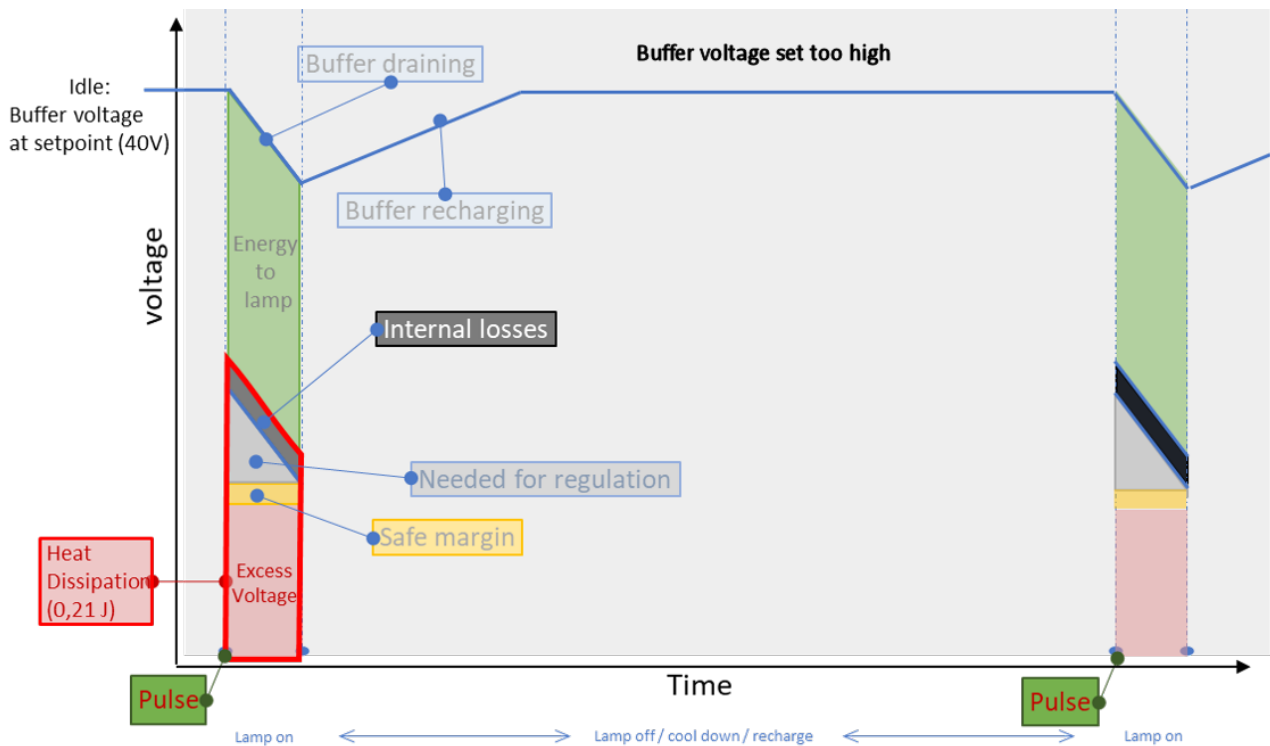 Buffer voltage set too high
Buffer draining
Idle:
Buffer voltage
at setpoint (40V)
Buffer recharging
voltage
Energy
to
lamp
Internal losses
Needed for regulation
Safe margin
Heat
Dissipation
(0,21 J)
Excess
Voltage
Pulse
Time
Pulse
Lamp on
Lamp off / cool down / recharge
Lamp on